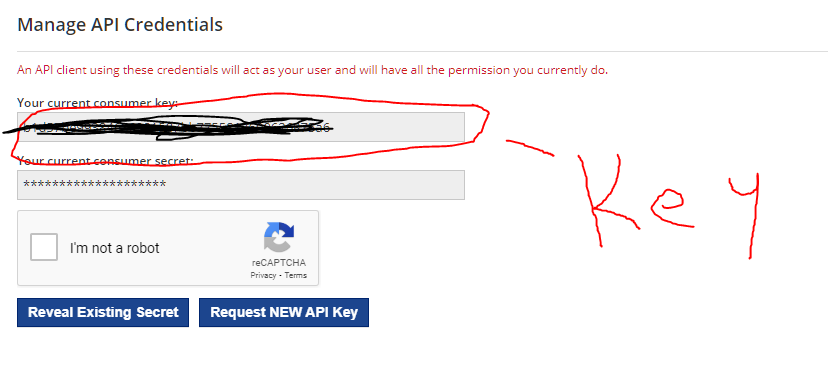 Manage API Credentials
An API client using these credentials will act as your user and will have all the permission you currently do.
Your current consumer key:
Your current consumer secret:
********************
Key
I'm not a robot
reCAPTCHA
Privacy - Terms
Reveal Existing Secret
Request NEW API Key